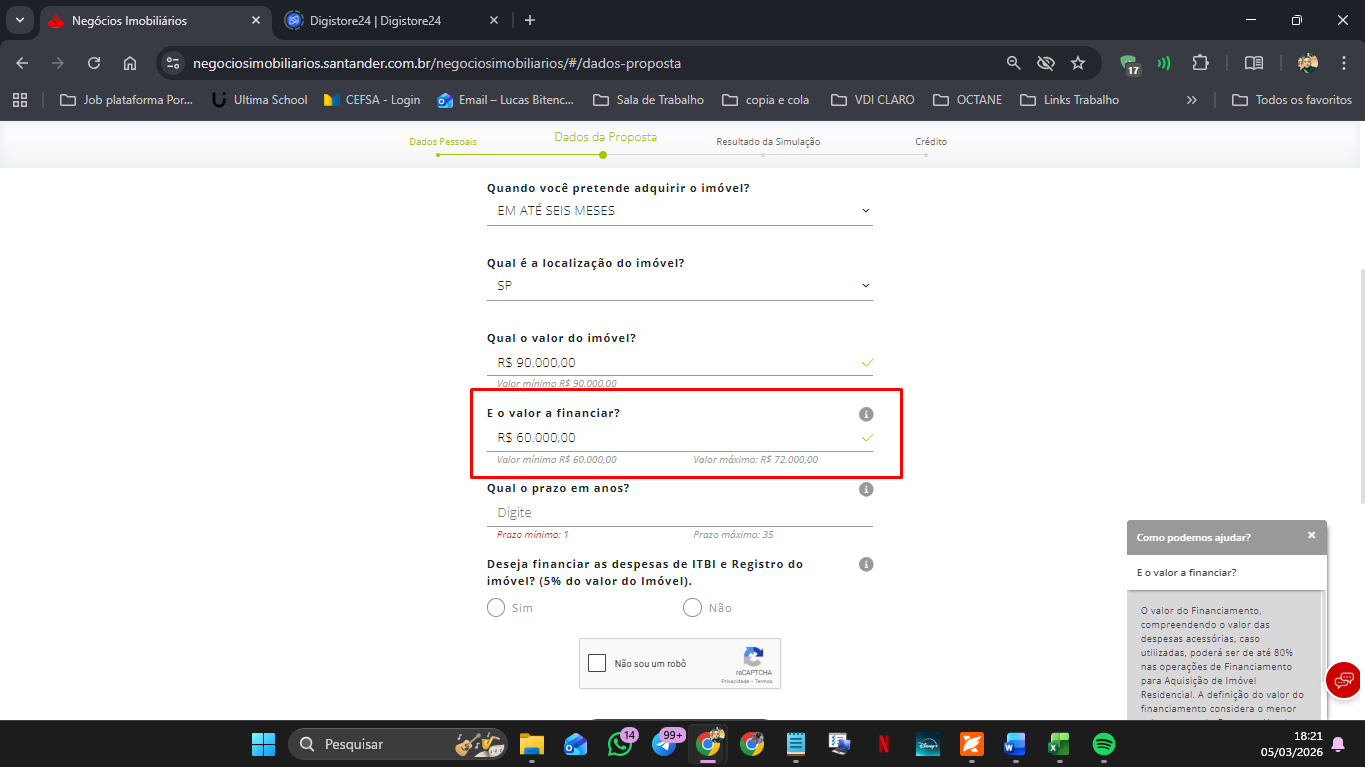 Negócios Imobiliários
Digistore24 | Digistore24
negociosimobiliarios.santander.com.br/negociosimobiliarios/#/dados-proposta
17
Job plataforma Por...
Ultima School
CEFSA - Login
Email – Lucas Bitenc...
Sala de Trabalho
copia e cola
VDI CLARO
OCTANE
Links Trabalho
Todos os favoritos
Dados Pessoais
Dados da Proposta
Resultado da Simulação
Crédito
Quando você pretende adquirir o imóvel?
EM ATÉ SEIS MESES
Qual é a localização do imóvel?
SP
Qual o valor do imóvel?
R$ 90.000,00
Valor mínimo R$ 90.000,00
E o valor a financiar?
R$ 60.000,00
Valor mínimo R$ 60.000,00 Valor máximo: R$ 72.000,00
Qual o prazo em anos?
Digite
Prazo mínimo: 1 Prazo máximo: 35
Deseja financiar as despesas de ITBI e Registro do
imóvel? (5% do valor do Imóvel).
Sim Não
Não sou um robô
reCAPTCHA
Privacidade - Termos
Como podemos ajudar?
E o valor a financiar?
O valor do Financiamento,
compreendendo o valor das
despesas acessórias, caso
utilizadas, poderá ser de até 80%
nas operações de Financiamento
para Aquisição de Imóvel
Residencial. A definição do valor do
financiamento considera o menor
Pesquisar
14
99+
Disney+
18:21
05/03/2026